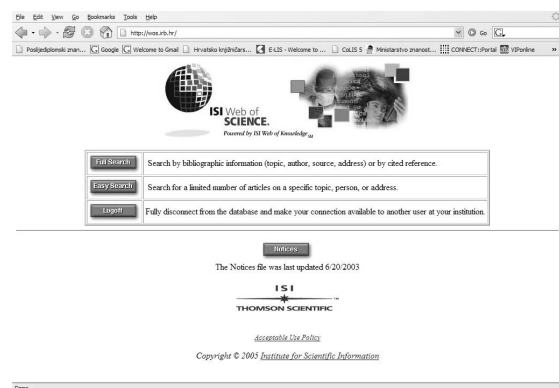 File Edit View Go Bookmarks Tools Help
http://wos.irb.hr/ Go
Poslijediplomski znan... Google Welcome to Gmail Hrvatsko knjižničars... E-LIS - Welcome to ... CoLIS 5 Ministarstvo znanost... CONNECT::Portal VIPonline »
ISI Web of
SCIENCE.
Powered by ISI Web of Knowledge SM
Full Search Search by bibliographic information (topic, author, source, address) or by cited reference.
Easy Search Search for a limited number of articles on a specific topic, person, or address.
Logoff Fully disconnect from the database and make your connection available to another user at your institution.
Notices
The Notices file was last updated 6/20/2003
ISI
THOMSON SCIENTIFIC
Acceptable Use Policy
Copyright © 2005 Institute for Scientific Information